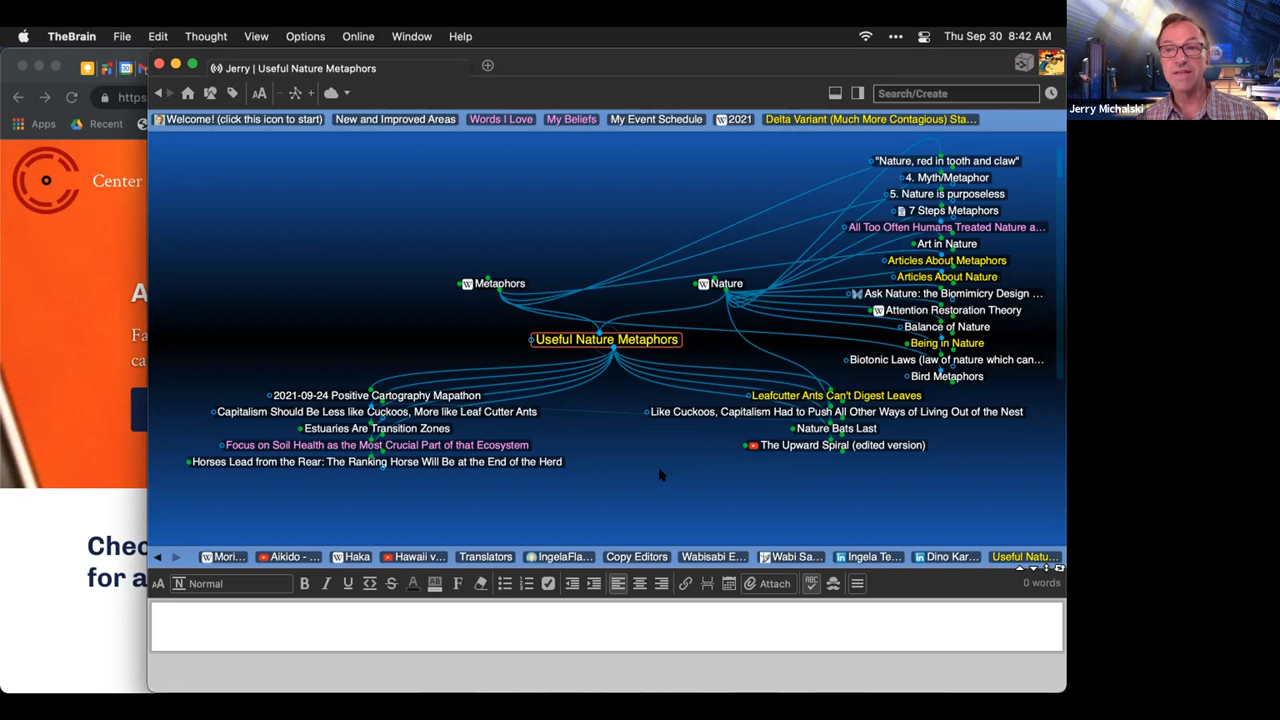 TheBrain File Edit Thought View Options Online Window Help Thu Sep 30 8:42 AM
Jerry | Useful Nature Metaphors
https
Search/Create
Jerry Michalski
Apps Recent
Welcome! (click this icon to start) New and Improved Areas Words I Love My Beliefs My Event Schedule W 2021 Delta Variant (Much More Contagious) Sta...
Center
"Nature, red in tooth and claw"
4. Myth/Metaphor
5. Nature is purposeless
7 Steps Metaphors
All Too Often Humans Treated Nature a...
Art in Nature
Articles About Metaphors
Articles About Nature
Ask Nature: the Biomimicry Design ...
W Attention Restoration Theory
Balance of Nature
Being in Nature
Biotonic Laws (law of nature which can...
Bird Metaphors
W Metaphors
W Nature
Useful Nature Metaphors
A
Fa
ca
2021-09-24 Positive Cartography Mapathon
Capitalism Should Be Less like Cuckoos, More like Leaf Cutter Ants
Estuaries Are Transition Zones
Focus on Soil Health as the Most Crucial Part of that Ecosystem
Horses Lead from the Rear: The Ranking Horse Will Be at the End of the Herd
Leafcutter Ants Can't Digest Leaves
Like Cuckoos, Capitalism Had to Push All Other Ways of Living Out of the Nest
Nature Bats Last
The Upward Spiral (edited version)
Chec
for a
W Mori... Aikido - ... W Haka Hawaii v... Translators IngelaFla... Copy Editors Wabisabi E... Wabi Sa... in Ingela Te... in Dino Kar... Useful Natu...
AA N Normal B I U S A AB F Attach ABC 0 words